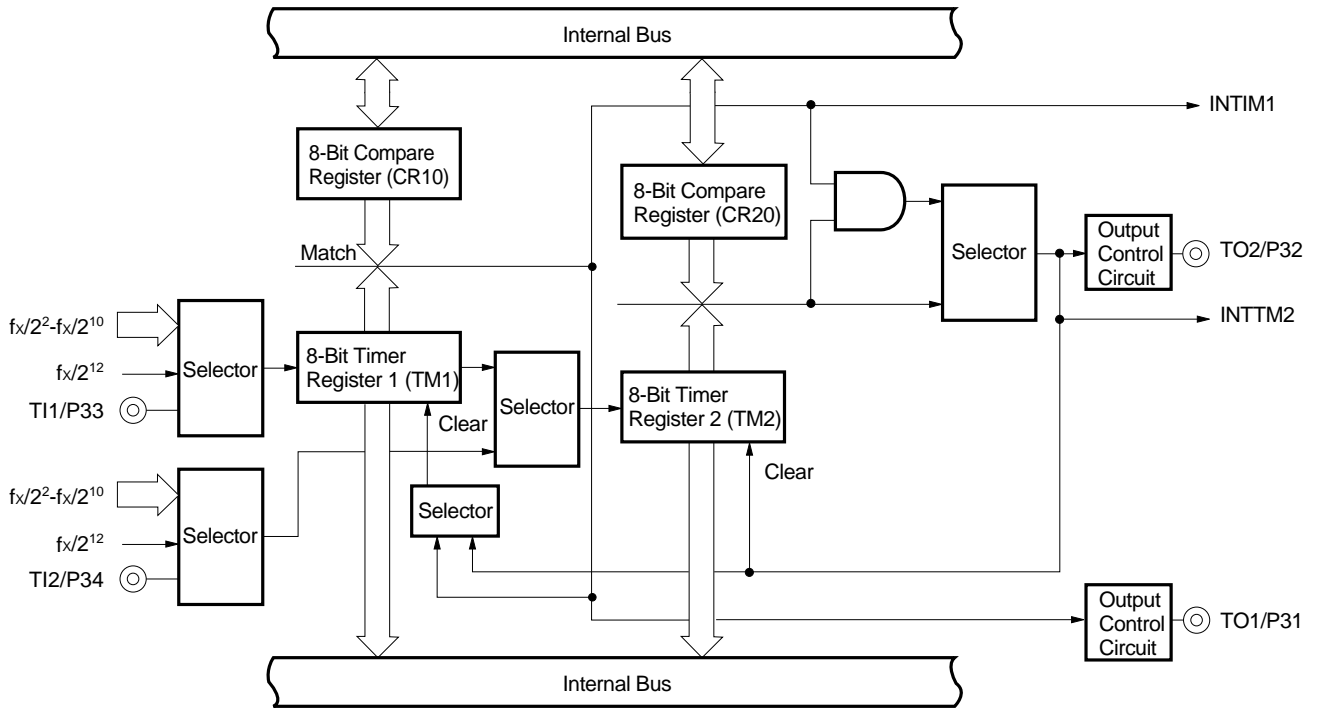 Internal Bus
INTIM1
8-Bit Compare
Register (CR10)
8-Bit Compare
Register (CR20)
Match
Selector
Output
Control
Circuit
TO2/P32
INTTM2
fx/2²-fx/2¹⁰
fx/2¹²
TI1/P33
Selector
8-Bit Timer
Register 1 (TM1)
Selector
8-Bit Timer
Register 2 (TM2)
Clear
Clear
fx/2²-fx/2¹⁰
fx/2¹²
TI2/P34
Selector
Selector
Output
Control
Circuit
TO1/P31
Internal Bus